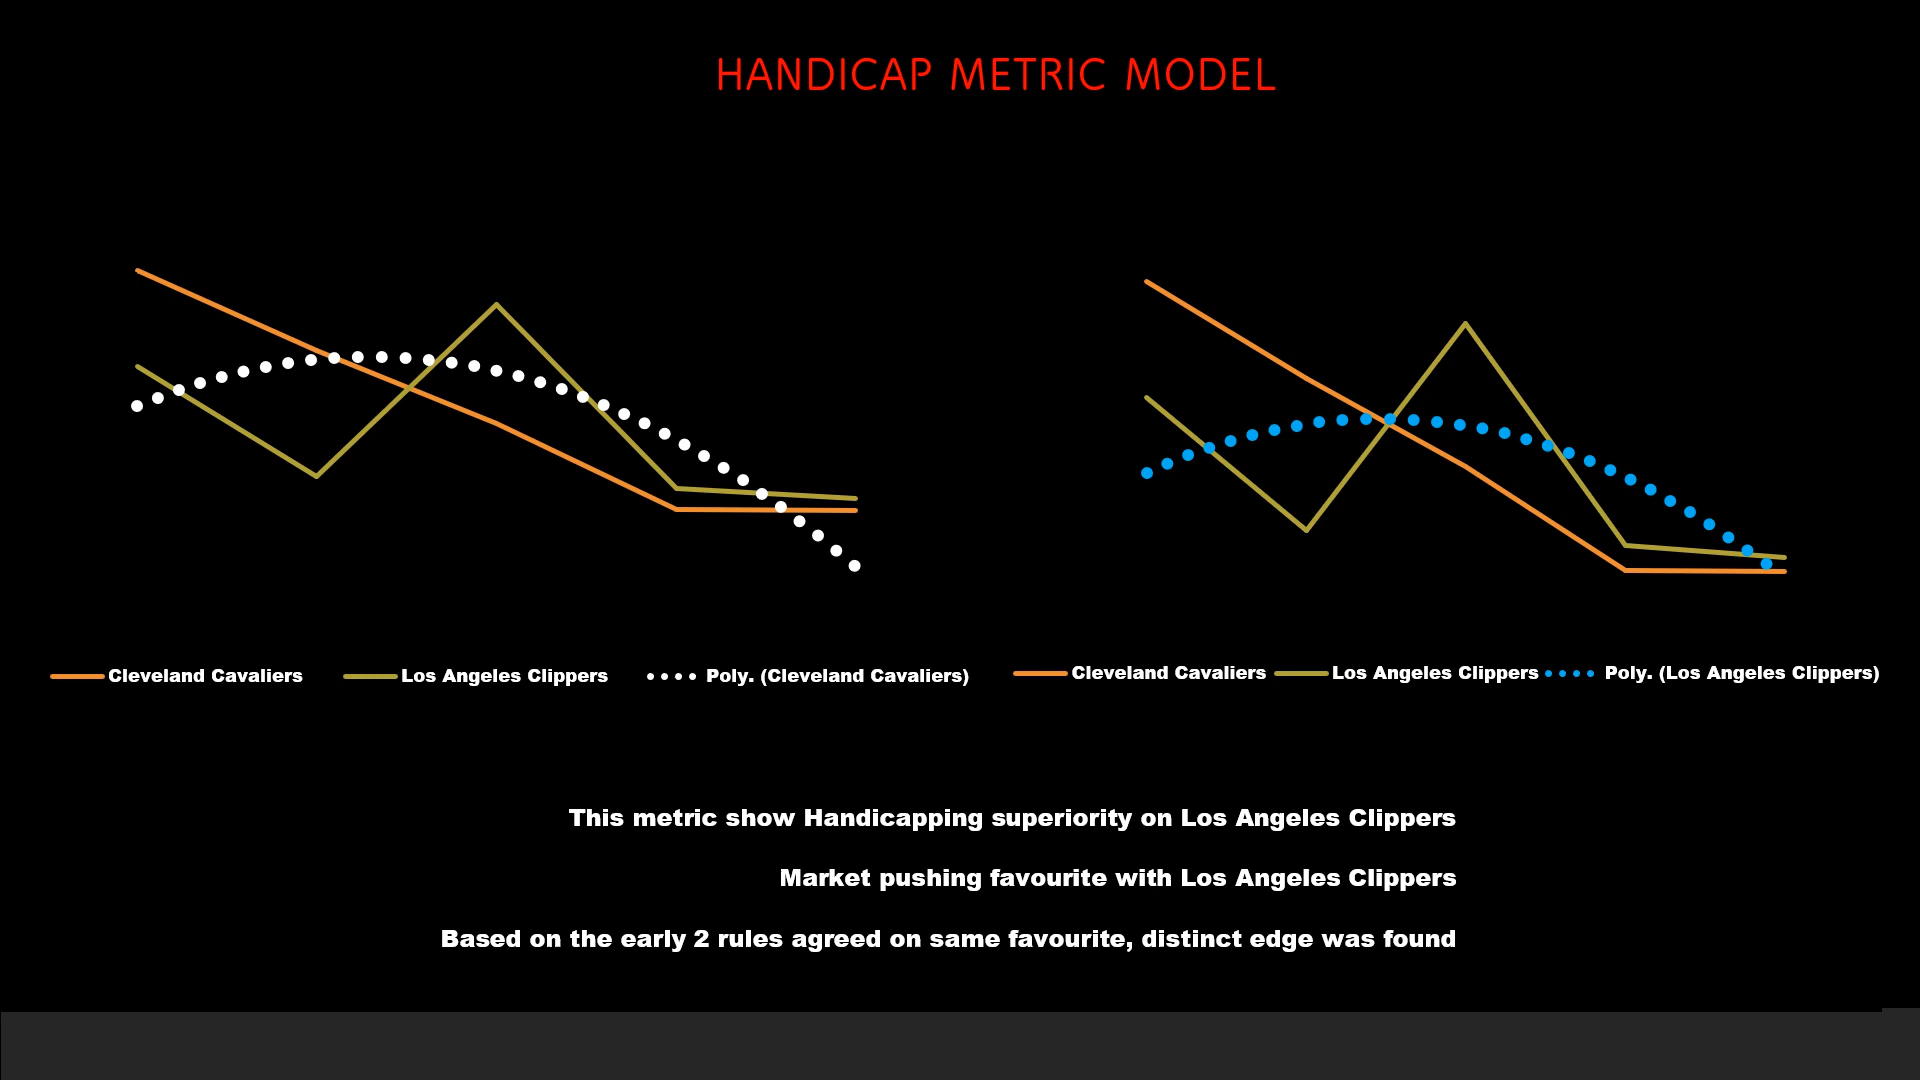 HANDICAP METRIC MODEL
Cleveland Cavaliers
Los Angeles Clippers
Poly. (Cleveland Cavaliers)
Cleveland Cavaliers
Los Angeles Clippers
Poly. (Los Angeles Clippers)
This metric show Handicapping superiority on Los Angeles Clippers
Market pushing favourite with Los Angeles Clippers
Based on the early 2 rules agreed on same favourite, distinct edge was found